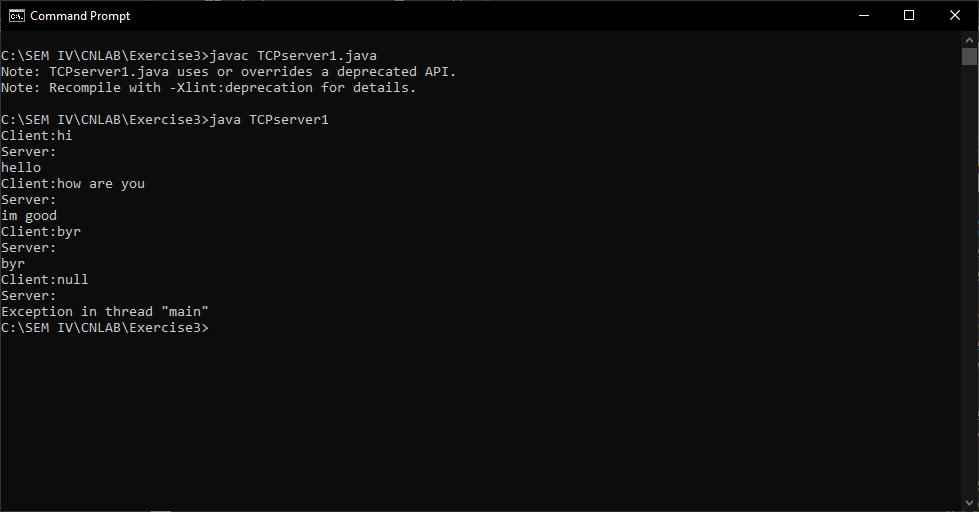 Command Prompt
C:\SEM IV\CNLAB\Exercise3>javac TCPserver1.java
Note: TCPserver1.java uses or overrides a deprecated API.
Note: Recompile with -Xlint:deprecation for details.
C:\SEM IV\CNLAB\Exercise3>java TCPserver1
Client:hi
Server:
hello
Client:how are you
Server:
im good
Client:byr
Server:
byr
Client:null
Server:
Exception in thread "main"
C:\SEM IV\CNLAB\Exercise3>